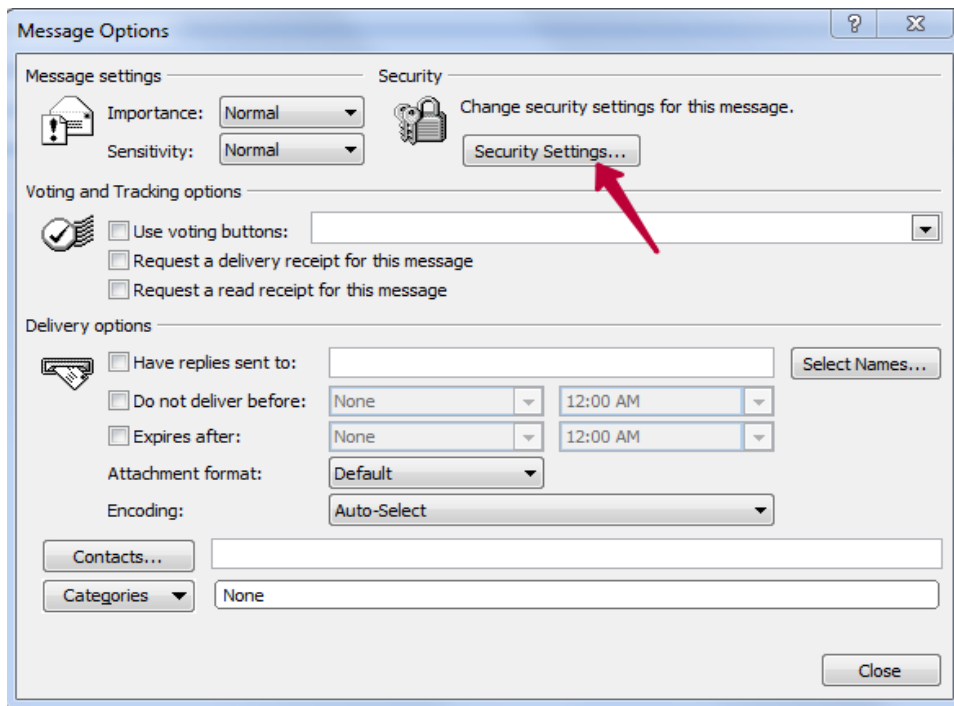 Message Options
Message settings
Security
Importance: Normal
Change security settings for this message.
Sensitivity: Normal
Security Settings...
Voting and Tracking options
Use voting buttons:
Request a delivery receipt for this message
Request a read receipt for this message
Delivery options
Have replies sent to:
Select Names...
Do not deliver before: None 12:00 AM
Expires after: None 12:00 AM
Attachment format: Default
Encoding: Auto-Select
Contacts...
Categories None
Close